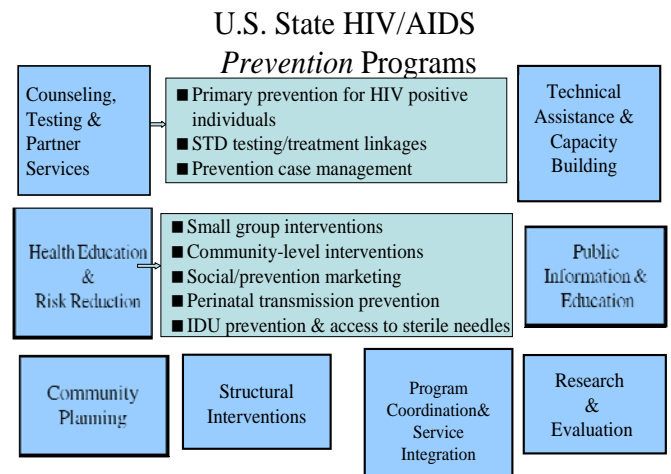 U.S. State HIV/AIDS
Prevention Programs
Counseling,
Testing &
Partner
Services
■ Primary prevention for HIV positive
individuals
■ STD testing/treatment linkages
■ Prevention case management
Technical
Assistance &
Capacity
Building
Health Education
&
Risk Reduction
■ Small group interventions
■ Community-level interventions
■ Social/prevention marketing
■ Perinatal transmission prevention
■ IDU prevention & access to sterile needles
Public
Information &
Education
Community
Planning
Structural
Interventions
Program
Coordination&
Service
Integration
Research
&
Evaluation